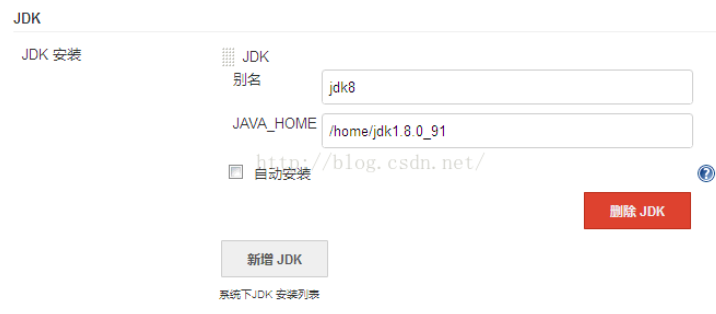 JDK
JDK 安装
JDK
别名
jdk8
JAVA_HOME
/home/jdk1.8.0_91
http://blog.csdn.net/
自动安装
?
删除 JDK
新增 JDK
系统下JDK 安装列表